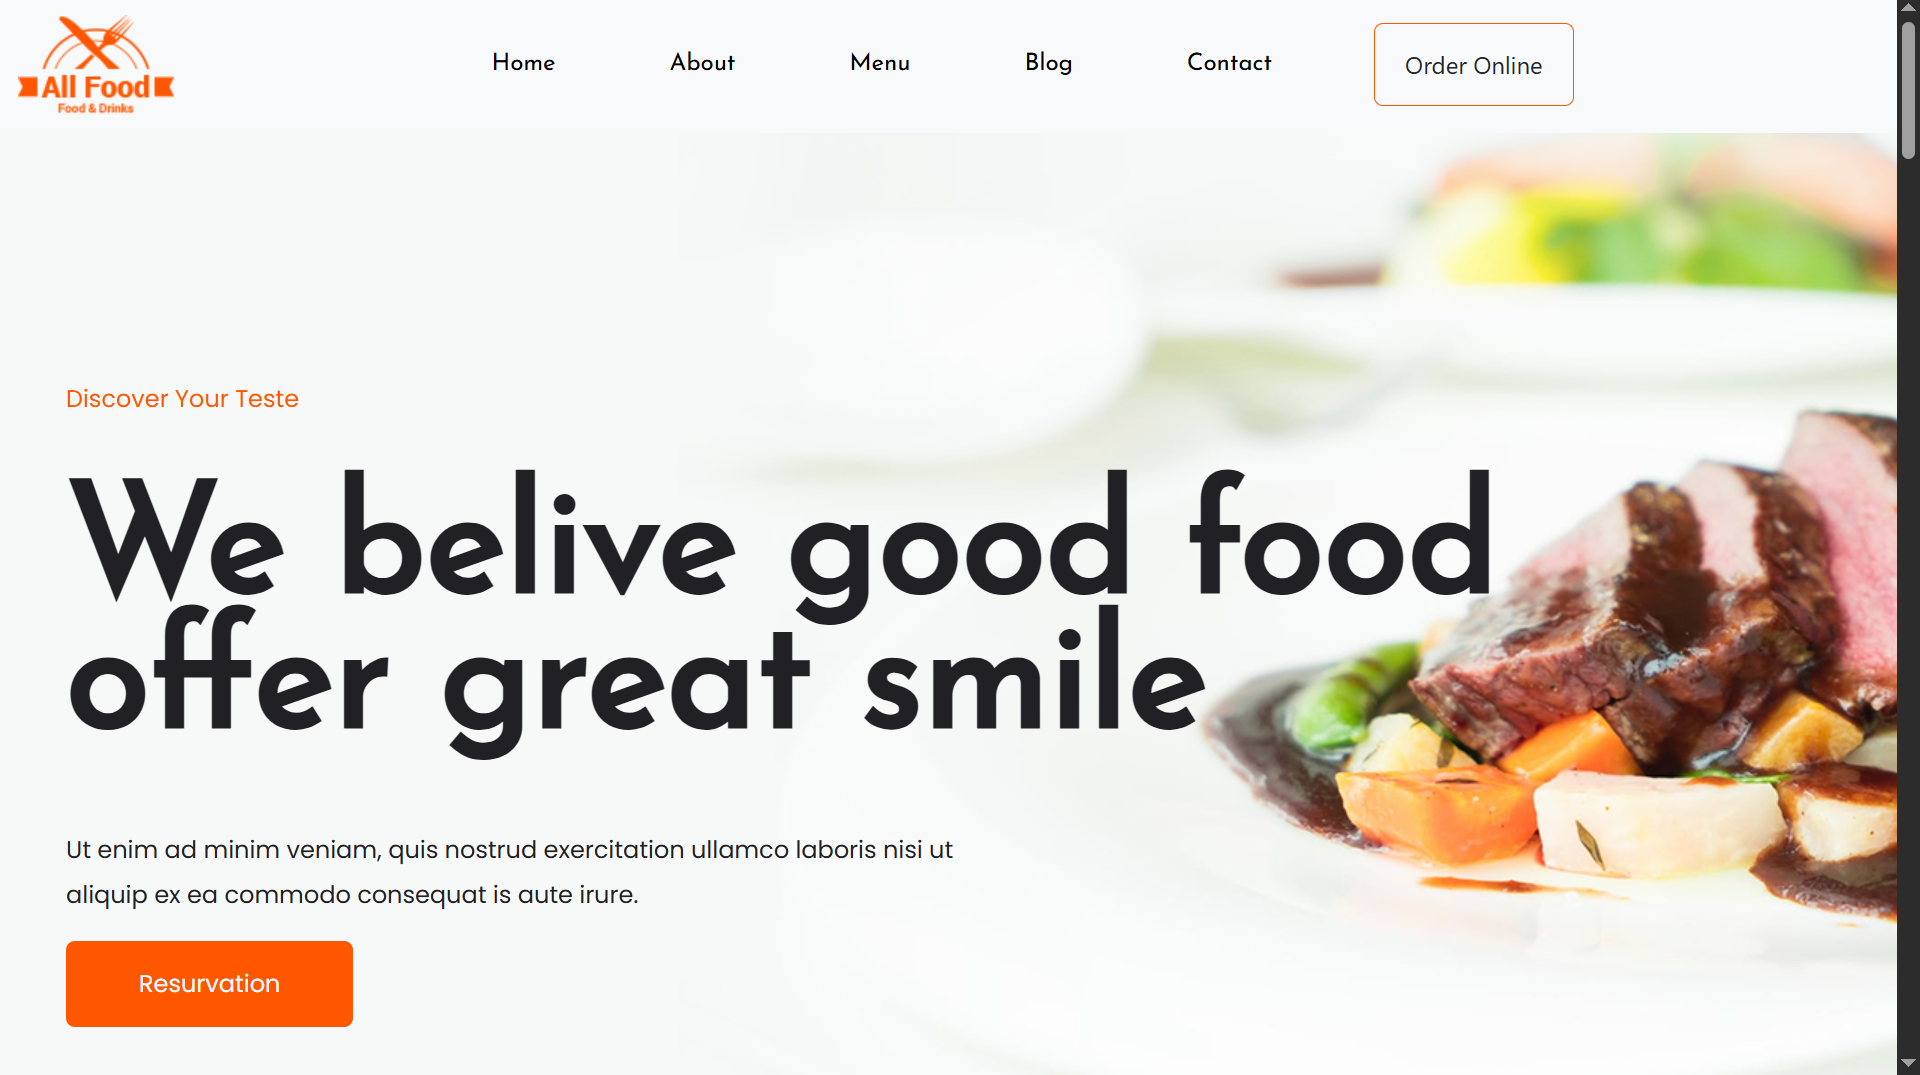 All Food
Food & Drinks
Home
About
Menu
Blog
Contact
Order Online
Discover Your Teste
We belive good food
offer great smile
Ut enim ad minim veniam, quis nostrud exercitation ullamco laboris nisi ut
aliquip ex ea commodo consequat is aute irure.
Resurvation